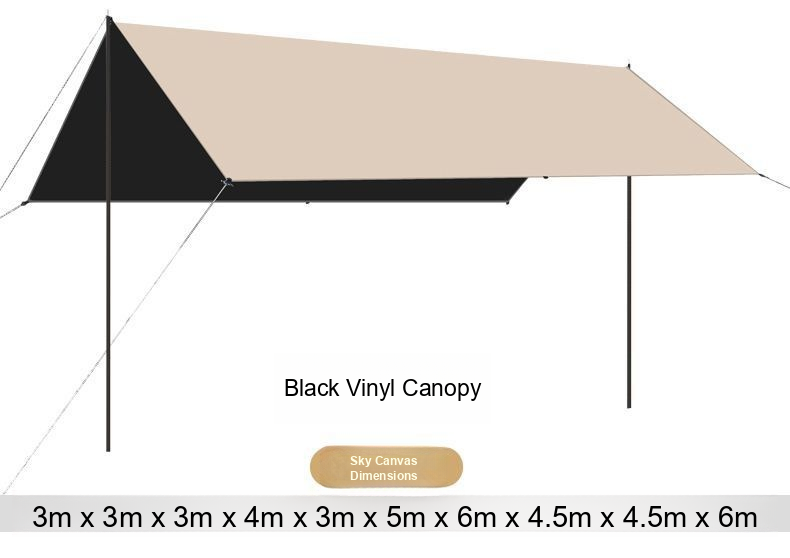 Black Vinyl Canopy
Sky Canvas
Dimensions
3m x 3m x 3m x 4m x 3m x 5m x 6m x 4.5m x 4.5m x 6m